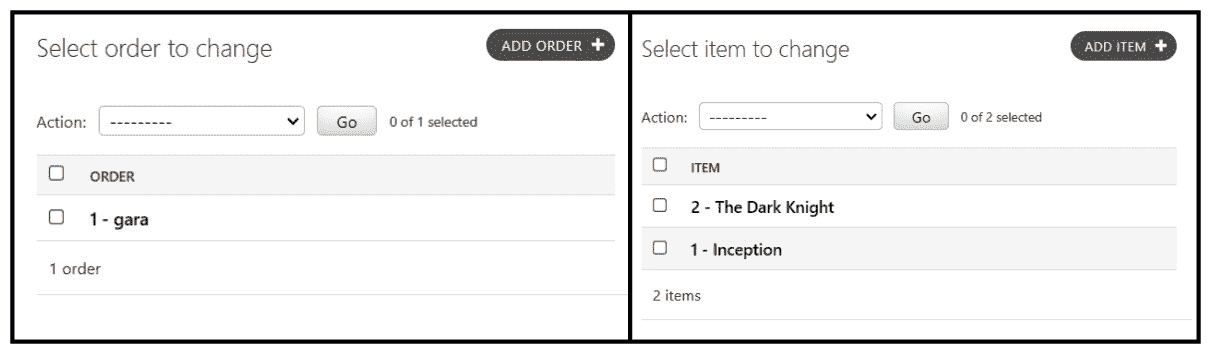 Select order to change
ADD ORDER +
Action:
---------
Go
0 of 1 selected
ORDER
1 - gara
1 order
Select item to change
ADD ITEM +
Action:
---------
Go
0 of 2 selected
ITEM
2 - The Dark Knight
1 - Inception
2 items